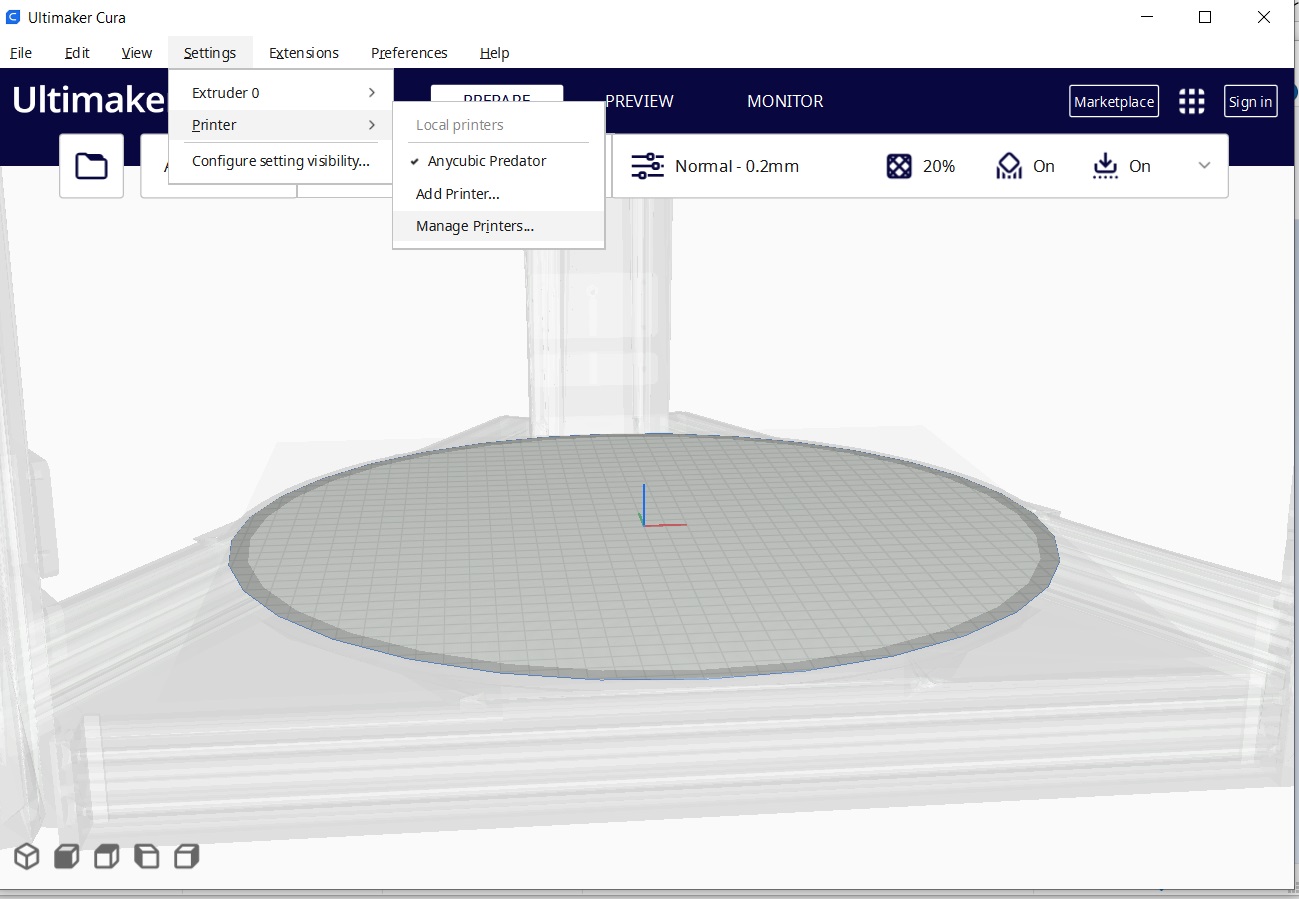 Ultimaker Cura
File Edit View Settings Extensions Preferences Help
Ultimake
PREPARE PREVIEW MONITOR Marketplace Sign in
Extruder 0
Printer
Configure setting visibility...
Local printers
Anycubic Predator
Add Printer...
Manage Printers...
Normal - 0.2mm 20% On On